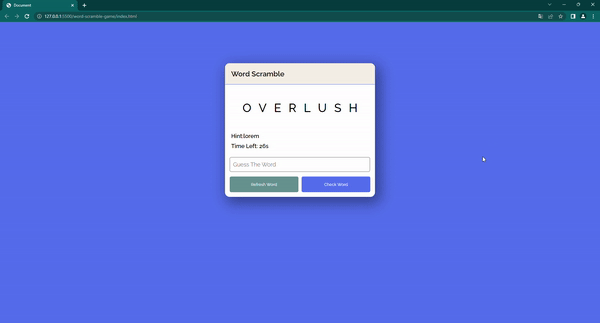 Document
127.0.0.1:5500/word-scramble-game/index.html
Word Scramble
O V E R L U S H
Hint:lorem
Time Left: 26s
Guess The Word
Refresh Word
Check Word